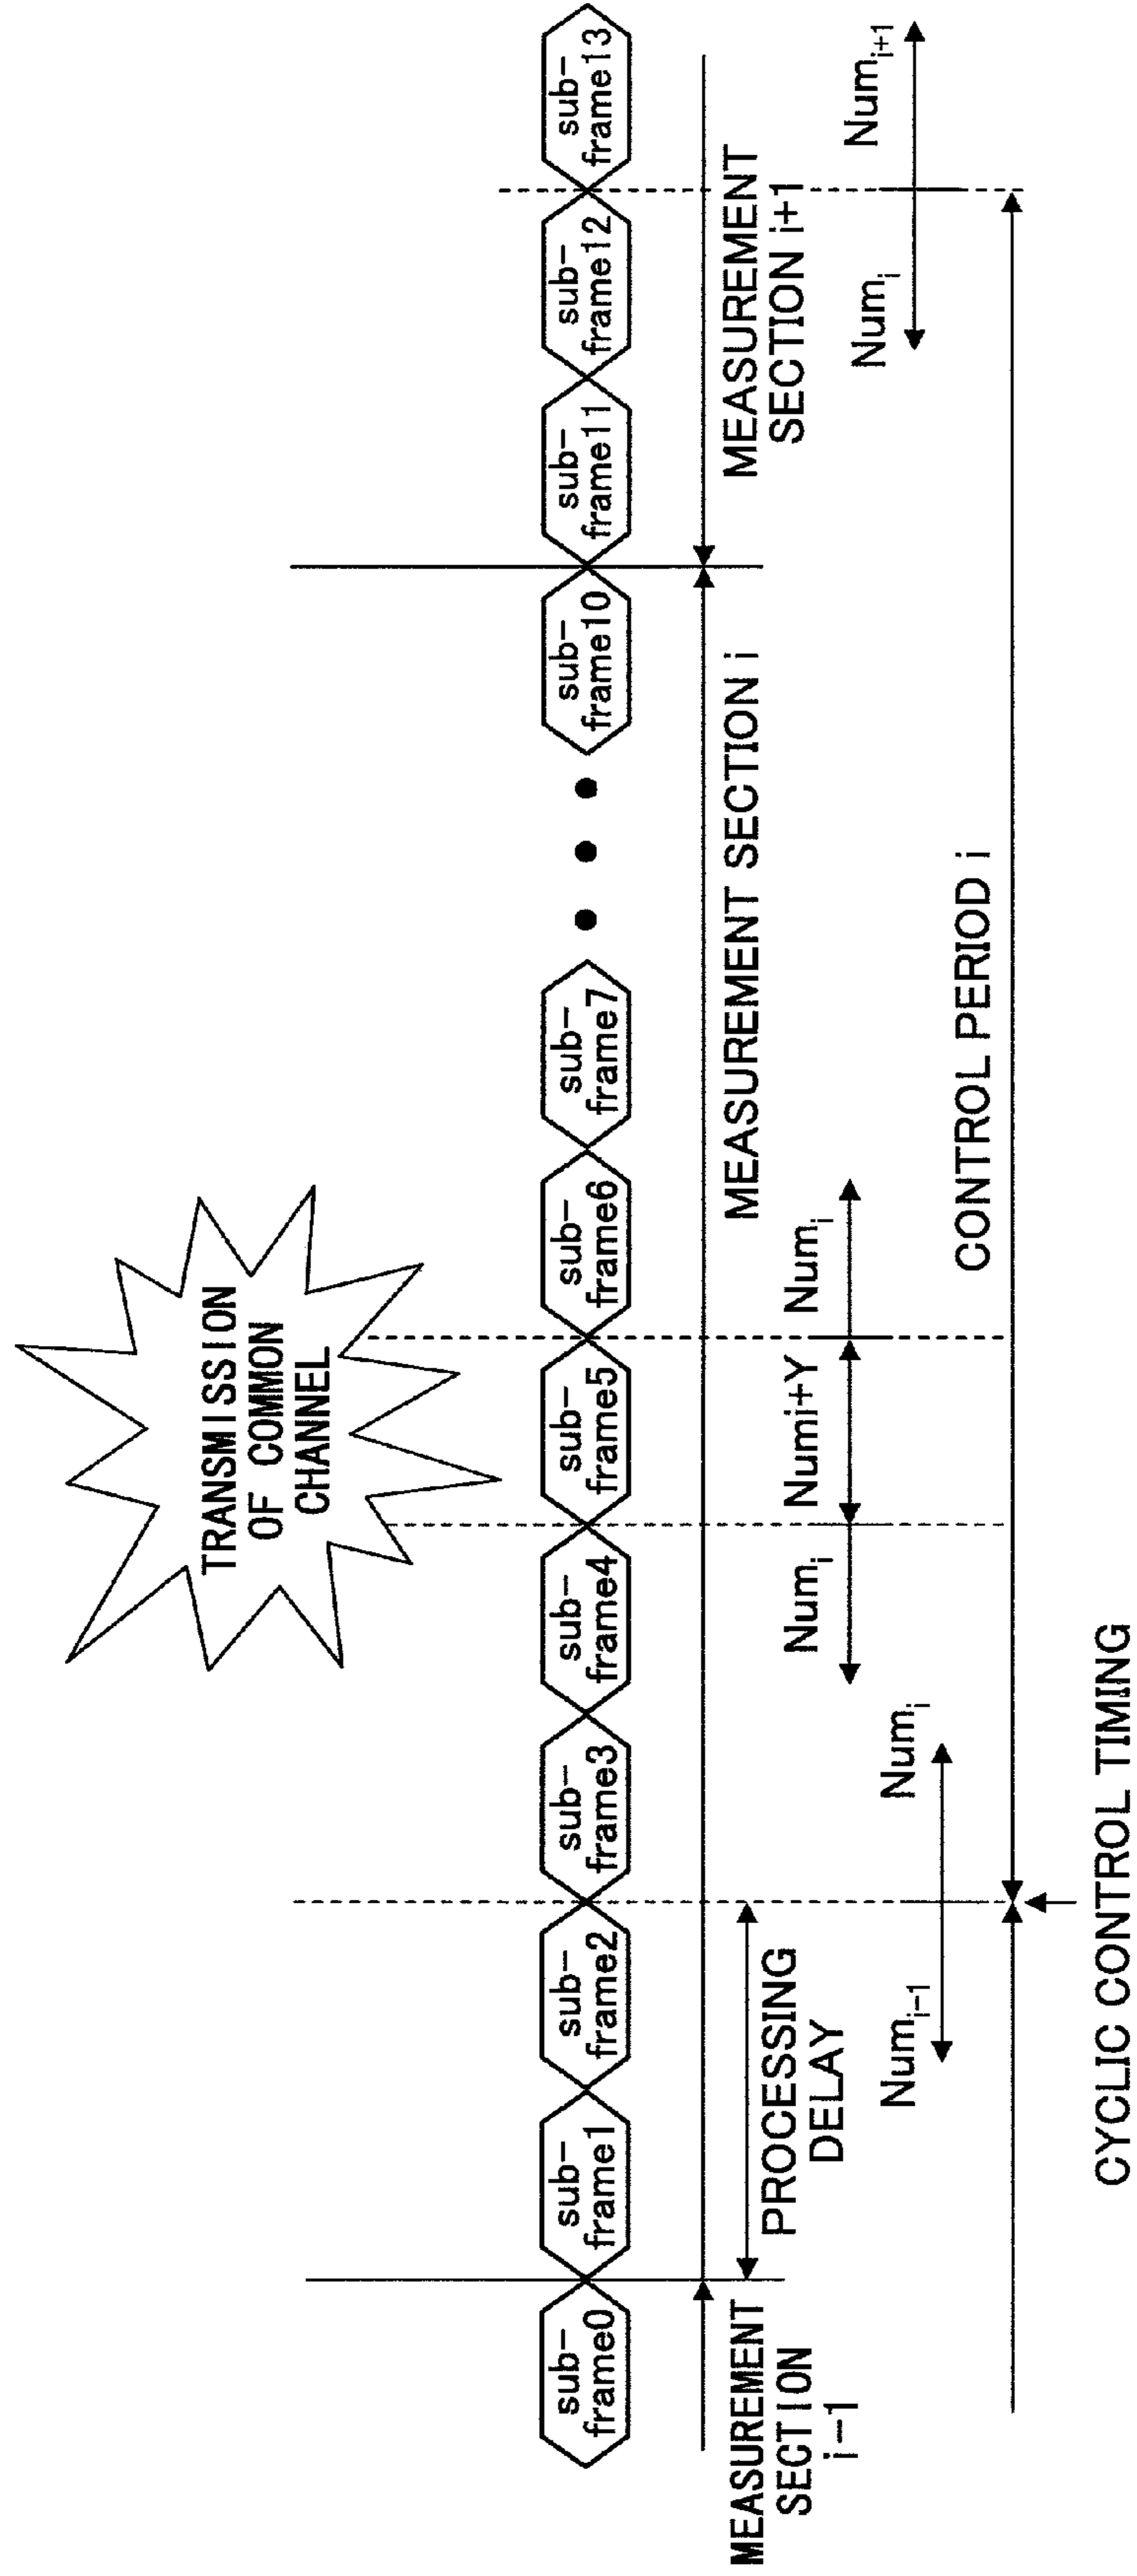 TRANSMISSION
OF COMMON
CHANNEL
sub-
frame0
sub-
frame1
sub-
frame2
sub-
frame3
sub-
frame4
sub-
frame5
sub-
frame6
sub-
frame7
sub-
frame10
sub-
frame11
sub-
frame12
sub-
frame13
MEASUREMENT
SECTION
i-1
MEASUREMENT SECTION i
MEASUREMENT
SECTION i+1
PROCESSING
DELAY
Numi
Numi+Y
Numi
Numi-1
Numi
Numi
Numi+1
CONTROL PERIOD i
CYCLIC CONTROL TIMING